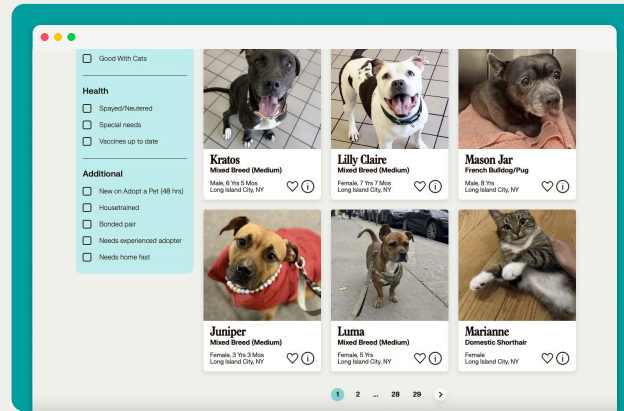 Good With Cats
Health
Spayed/Neutered
Special needs
Vaccines up to date
Additional
New on Adopt a Pet (48 hrs)
Housetrained
Bonded pair
Needs experienced adopter
Needs home fast
Kratos
Mixed Breed (Medium)
Male, 6 Yrs 5 Mos
Long Island City, NY
Lilly Claire
Mixed Breed (Medium)
Female, 7 Yrs 7 Mos
Long Island City, NY
Mason Jar
French Bulldog/Pug
Male, 8 Yrs
Long Island City, NY
Juniper
Mixed Breed (Medium)
Female, 3 Yrs 3 Mos
Long Island City, NY
Luma
Mixed Breed (Medium)
Female, 5 Yrs
Long Island City, NY
Marianne
Domestic Shorthair
Female
Long Island City, NY
1 2 ... 28 29